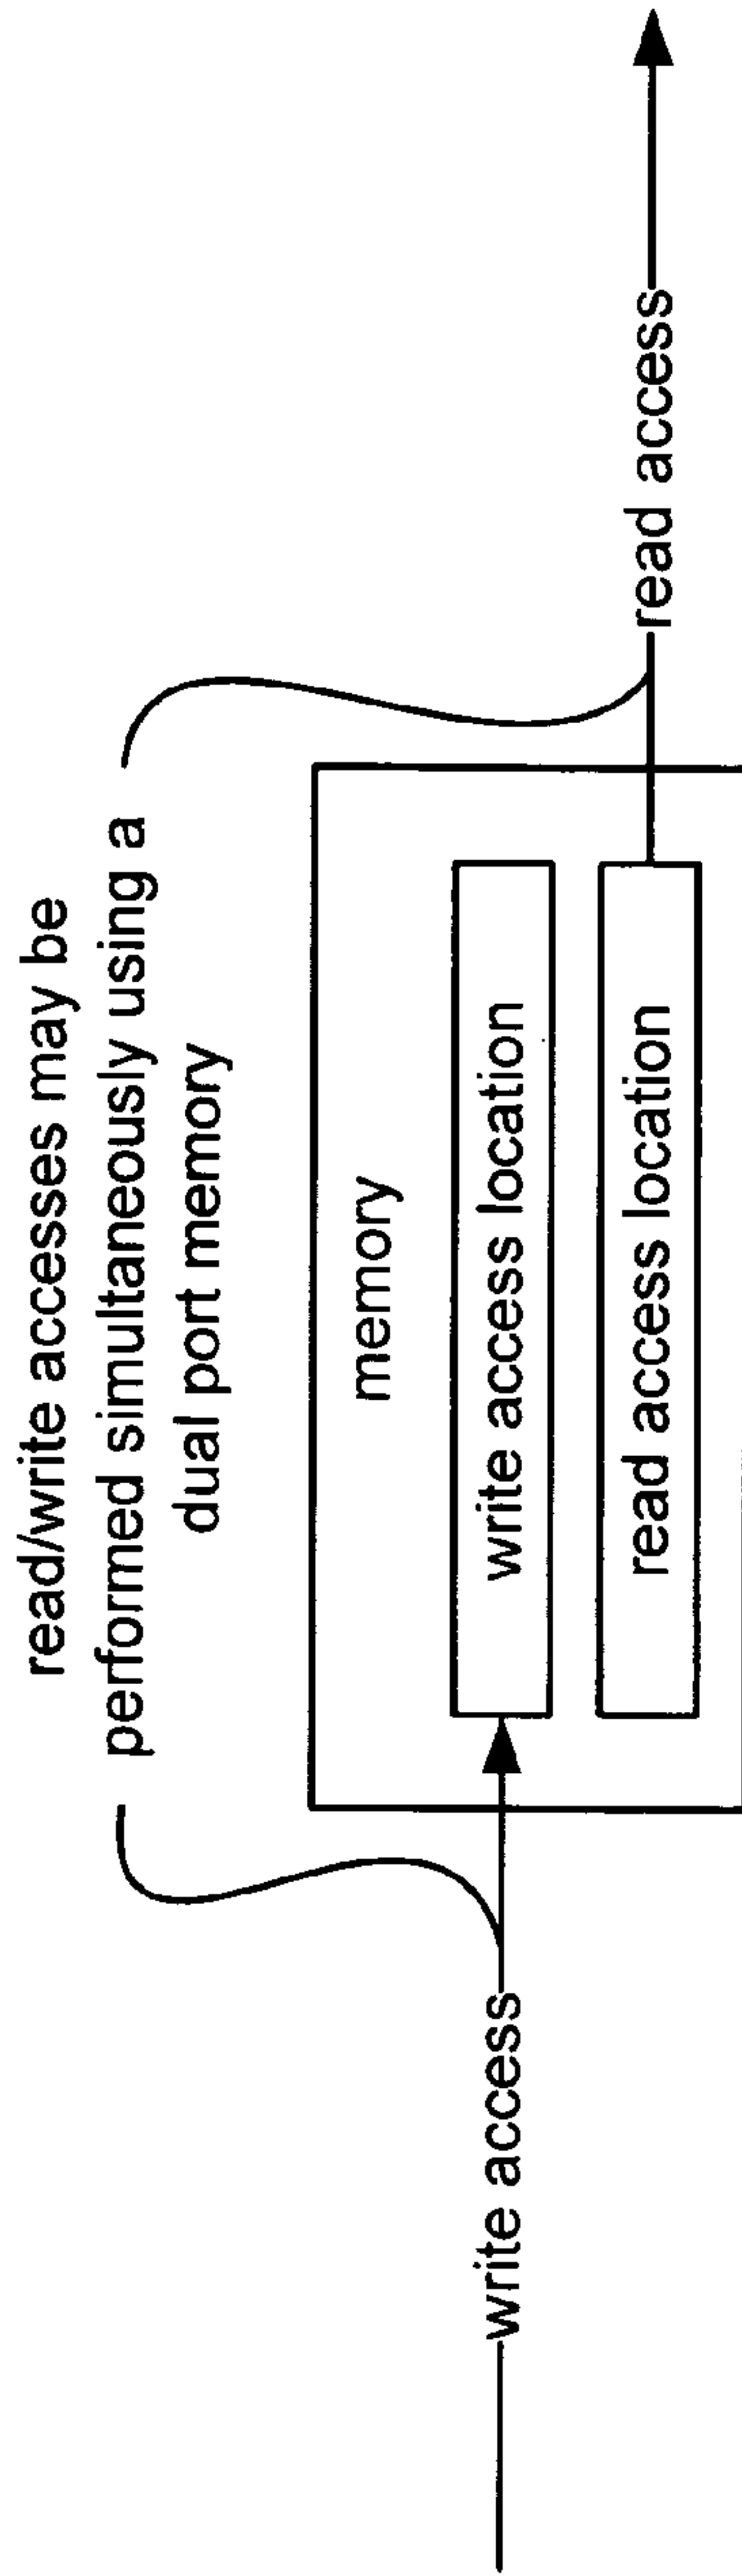 read/write accesses may be
performed simultaneously using a
dual port memory
memory
write access
write access location
read access location
read access